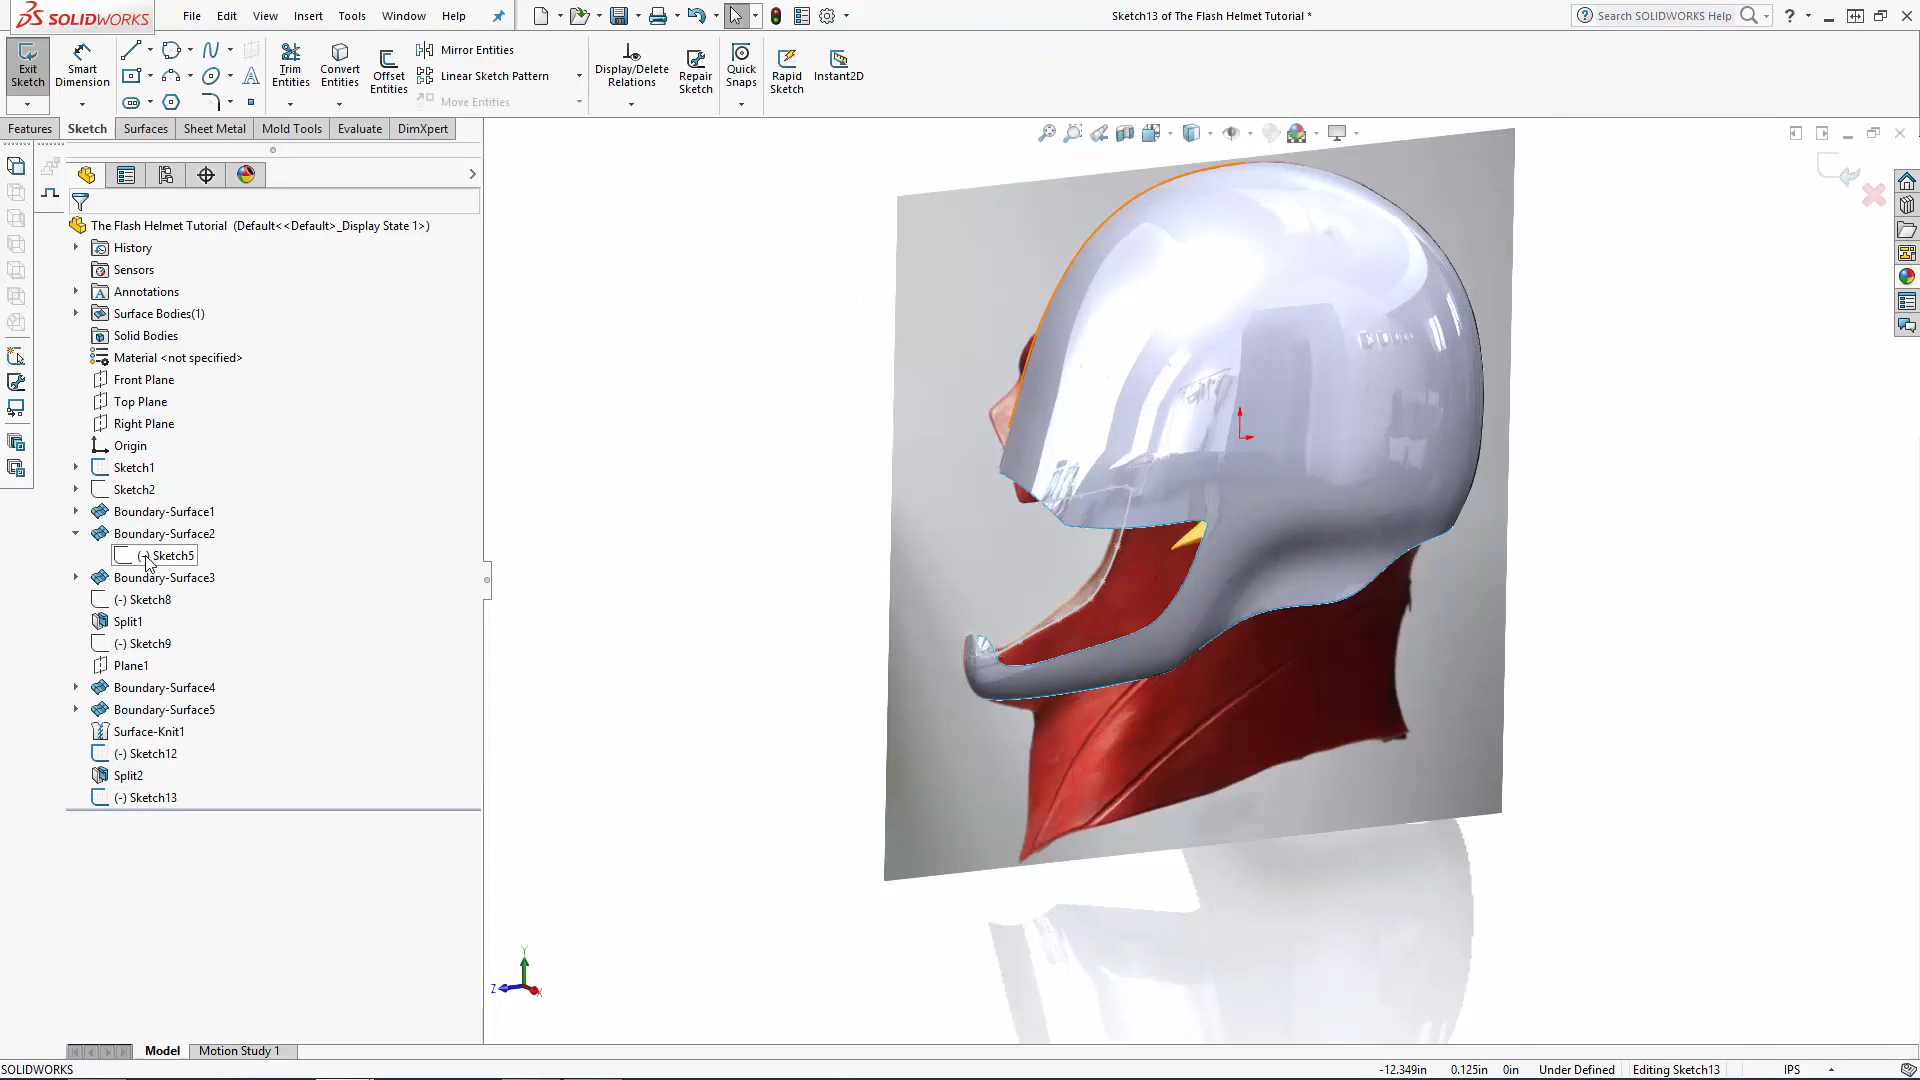 SOLIDWORKS
File Edit View Insert Tools Window Help
Sketch13 of The Flash Helmet Tutorial *
Search SOLIDWORKS Help
Exit Sketch
Smart Dimension
Trim Entities
Convert Entities
Offset Entities
Mirror Entities
Linear Sketch Pattern
Move Entities
Display/Delete Relations
Repair Sketch
Quick Snaps
Rapid Sketch
Instant2D
Features Sketch Surfaces Sheet Metal Mold Tools Evaluate DimXpert
The Flash Helmet Tutorial (Default<<Default>_Display State 1>)
History
Sensors
Annotations
Surface Bodies(1)
Solid Bodies
Material <not specified>
Front Plane
Top Plane
Right Plane
Origin
Sketch1
Sketch2
Boundary-Surface1
Boundary-Surface2
(-) Sketch5
Boundary-Surface3
(-) Sketch8
Split1
(-) Sketch9
Plane1
Boundary-Surface4
Boundary-Surface5
Surface-Knit1
(-) Sketch12
Split2
(-) Sketch13
Y
Z
X
Model Motion Study 1
SOLIDWORKS
-12.349in 0.125in 0in Under Defined Editing Sketch13 IPS